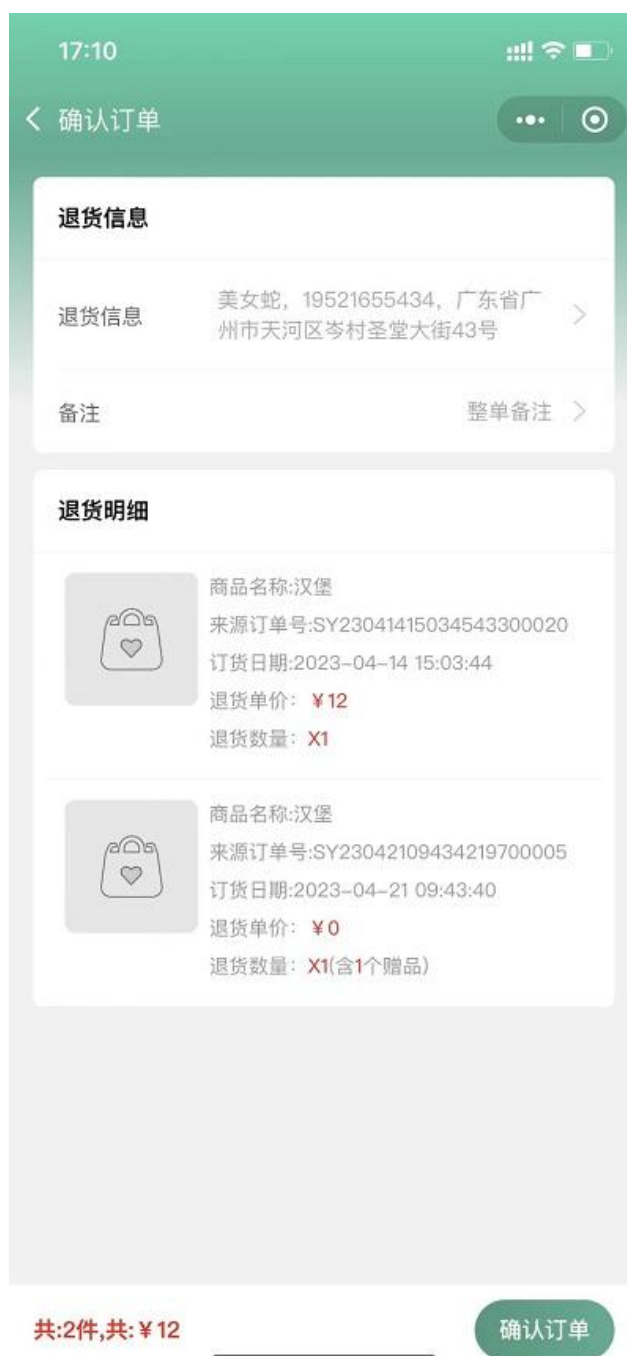 17:10
确认订单
退货信息
退货信息
美女蛇，19521655434，广东省广
州市天河区岑村圣堂大街43号
备注
整单备注
退货明细
商品名称:汉堡
来源订单号:SY23041415034543300020
订货日期:2023-04-14 15:03:44
退货单价：￥12
退货数量：X1
商品名称:汉堡
来源订单号:SY23042109434219700005
订货日期:2023-04-21 09:43:40
退货单价：￥0
退货数量：X1(含1个赠品)
共:2件,共:￥12
确认订单